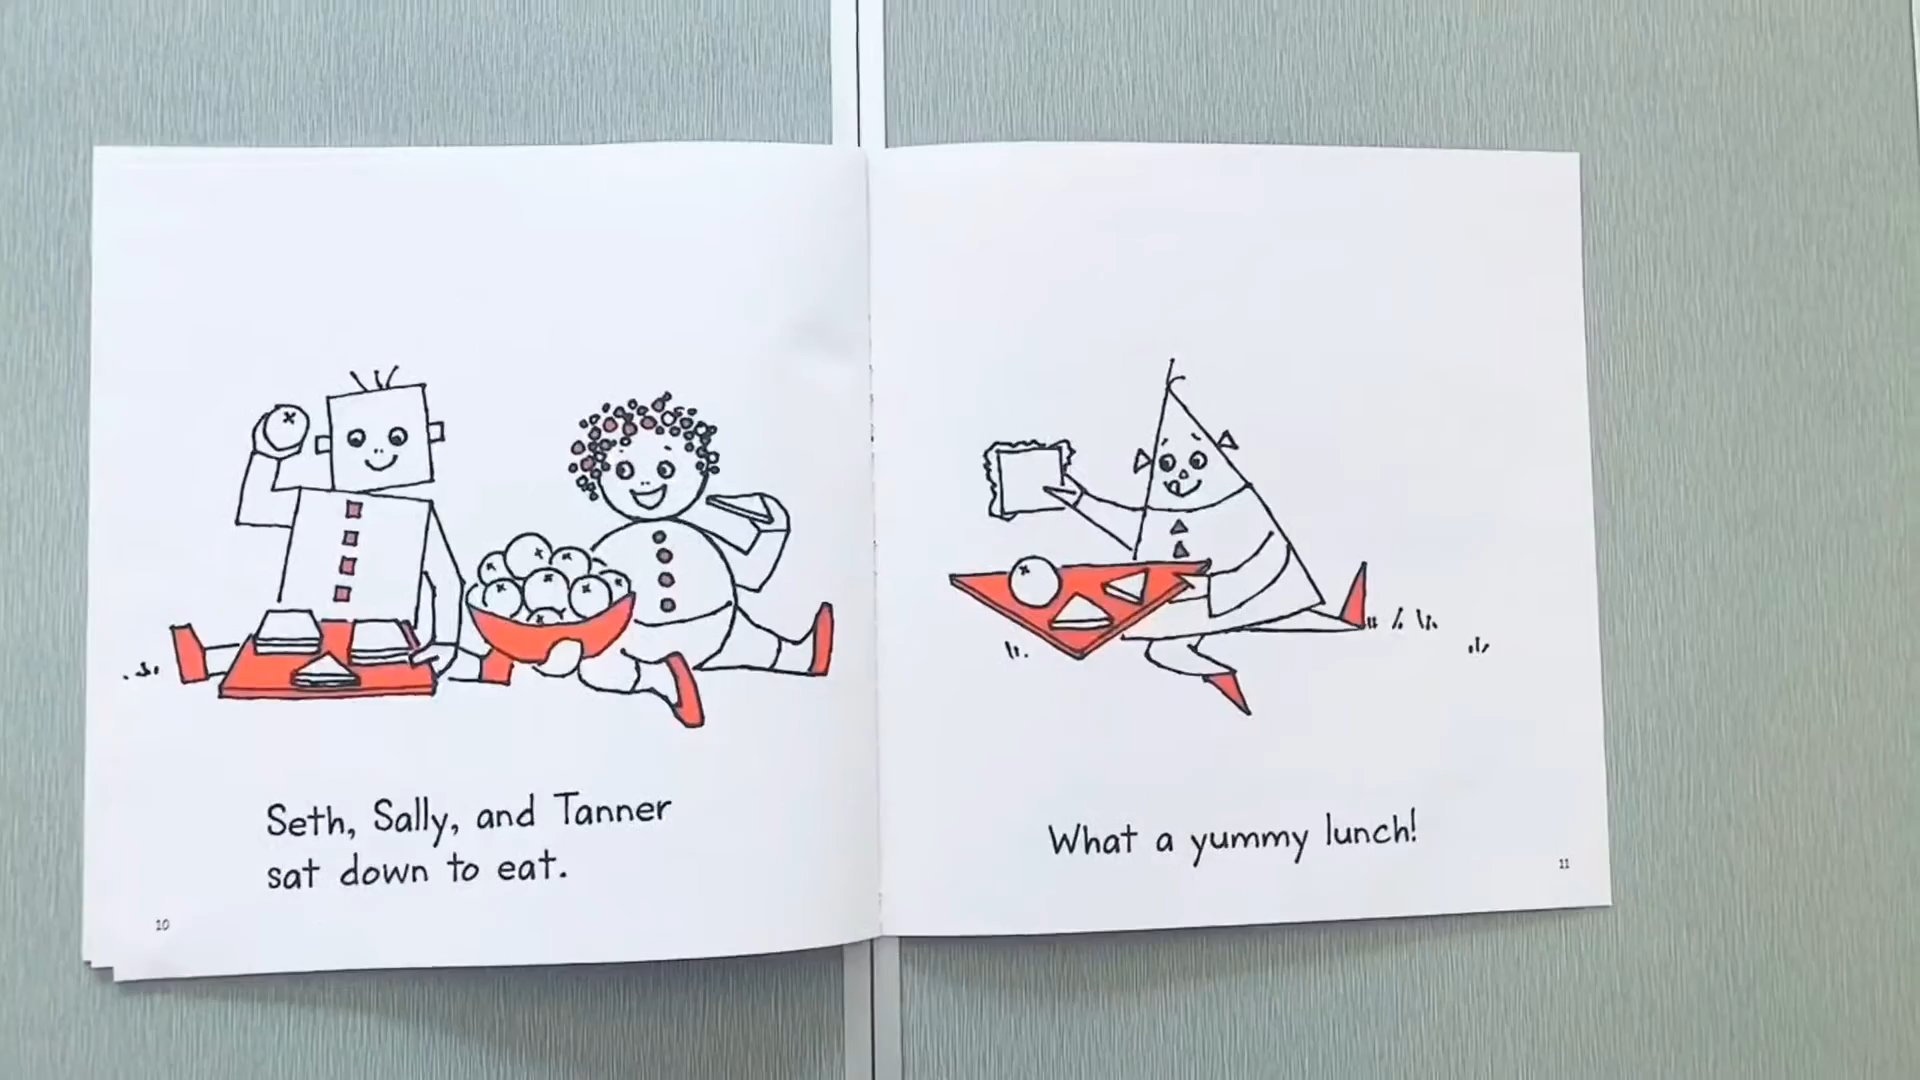 Seth, Sally, and Tanner
sat down to eat.
10
What a yummy lunch!
11